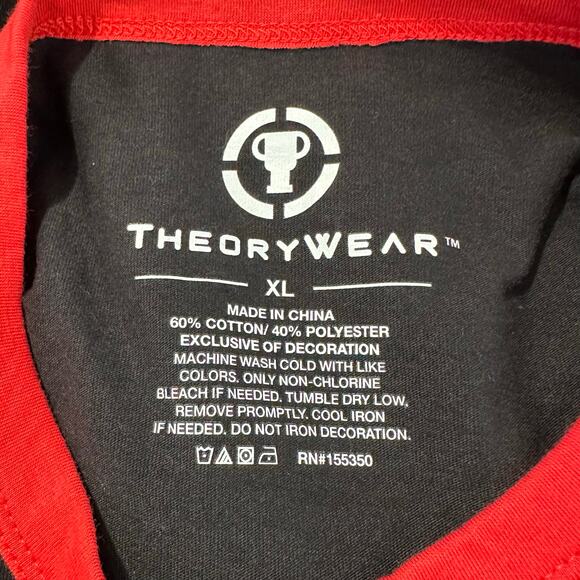 THEORYWEAR™
XL
MADE IN CHINA
60% COTTON/ 40% POLYESTER
EXCLUSIVE OF DECORATION
MACHINE WASH COLD WITH LIKE
COLORS. ONLY NON-CHLORINE
BLEACH IF NEEDED. TUMBLE DRY LOW.
REMOVE PROMPTLY. COOL IRON
IF NEEDED. DO NOT IRON DECORATION.
RN#155350